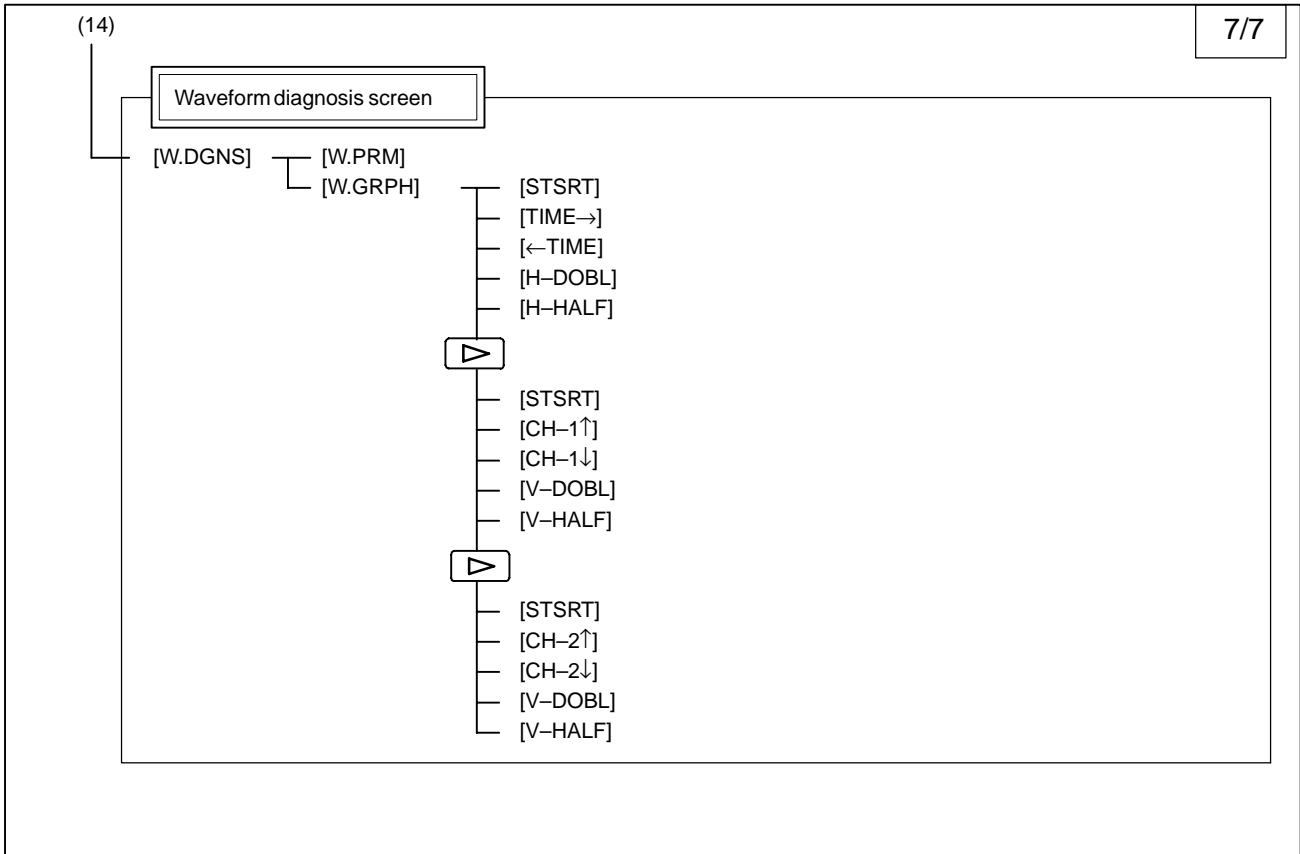 (14)
7/7
Waveform diagnosis screen
[W.DGNS]
[W.PRM]
[W.GRPH]
[STSRT]
[TIME→]
[←TIME]
[H–DOBL]
[H–HALF]
[STSRT]
[CH–1↑]
[CH–1↓]
[V–DOBL]
[V–HALF]
[STSRT]
[CH–2↑]
[CH–2↓]
[V–DOBL]
[V–HALF]